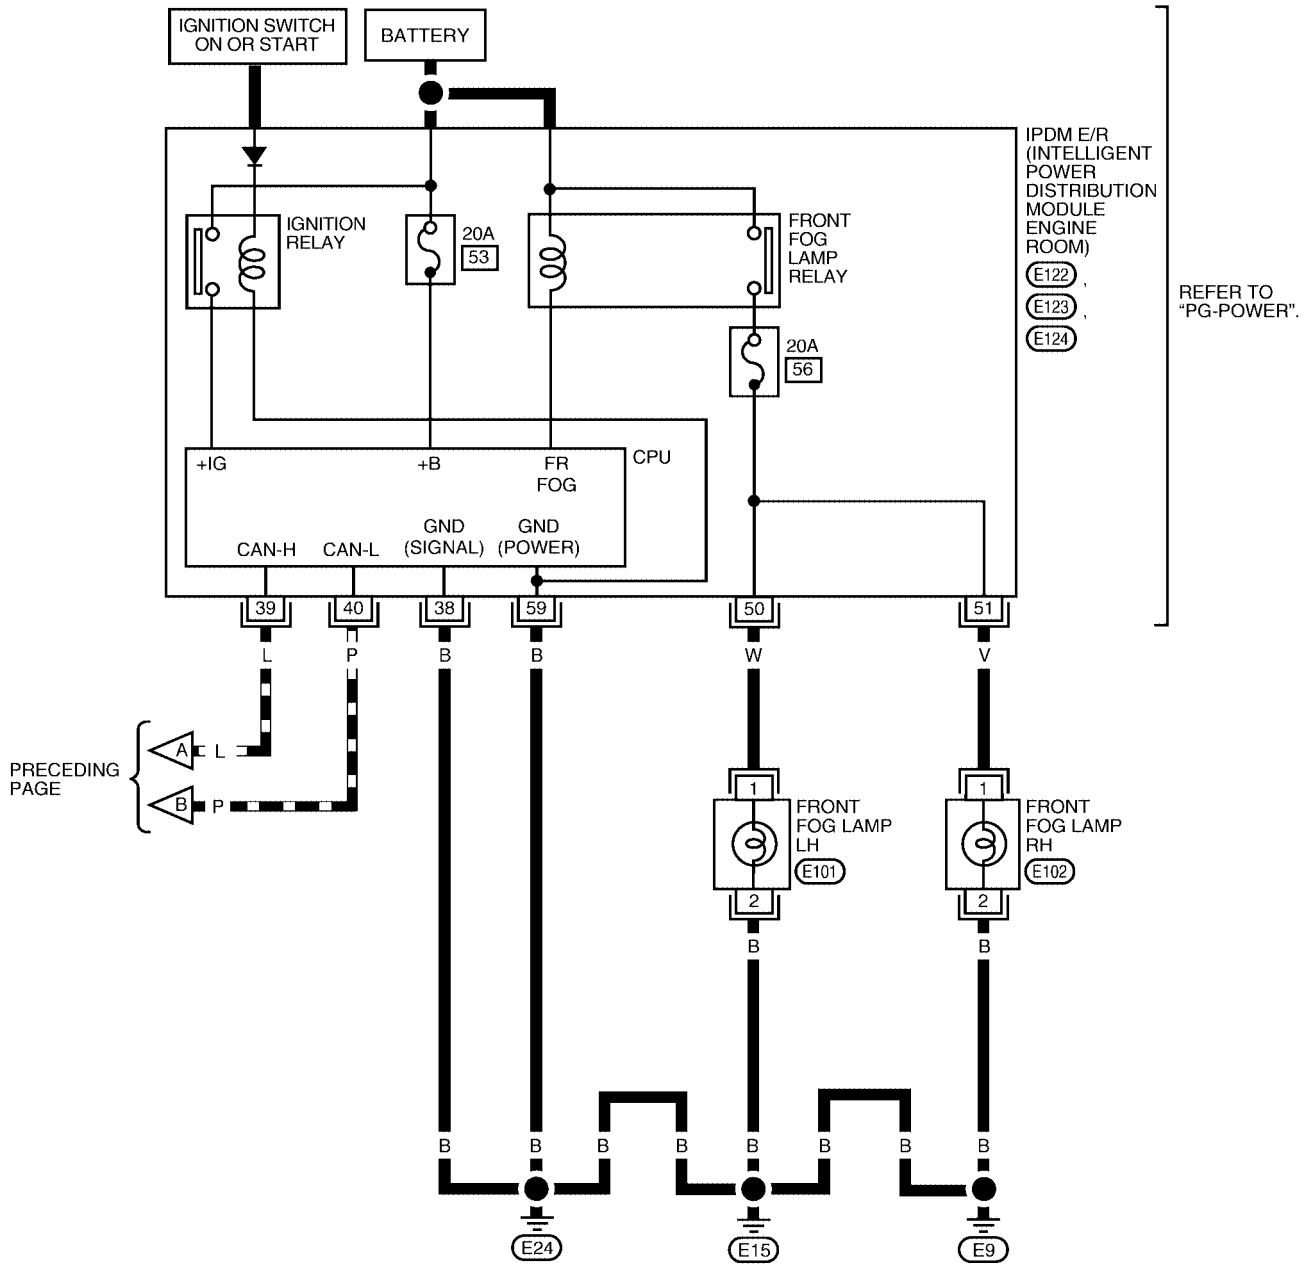 IGNITION SWITCH
ON OR START
BATTERY
IPDM E/R
(INTELLIGENT
POWER
DISTRIBUTION
MODULE
ENGINE
ROOM)
E122 ,
E123 ,
E124
REFER TO
“PG-POWER”.
IGNITION
RELAY
20A
53
FRONT
FOG
LAMP
RELAY
20A
56
CPU
+IG
+B
FR
FOG
CAN-H
CAN-L
GND
(SIGNAL)
GND
(POWER)
39
40
38
59
50
51
L
P
B
B
W
V
PRECEDING
PAGE
A
L
B
P
1
FRONT
FOG LAMP
LH
E101
2
1
FRONT
FOG LAMP
RH
E102
2
B
B
B
B
B
B
B
B
B
B
E24
E15
E9